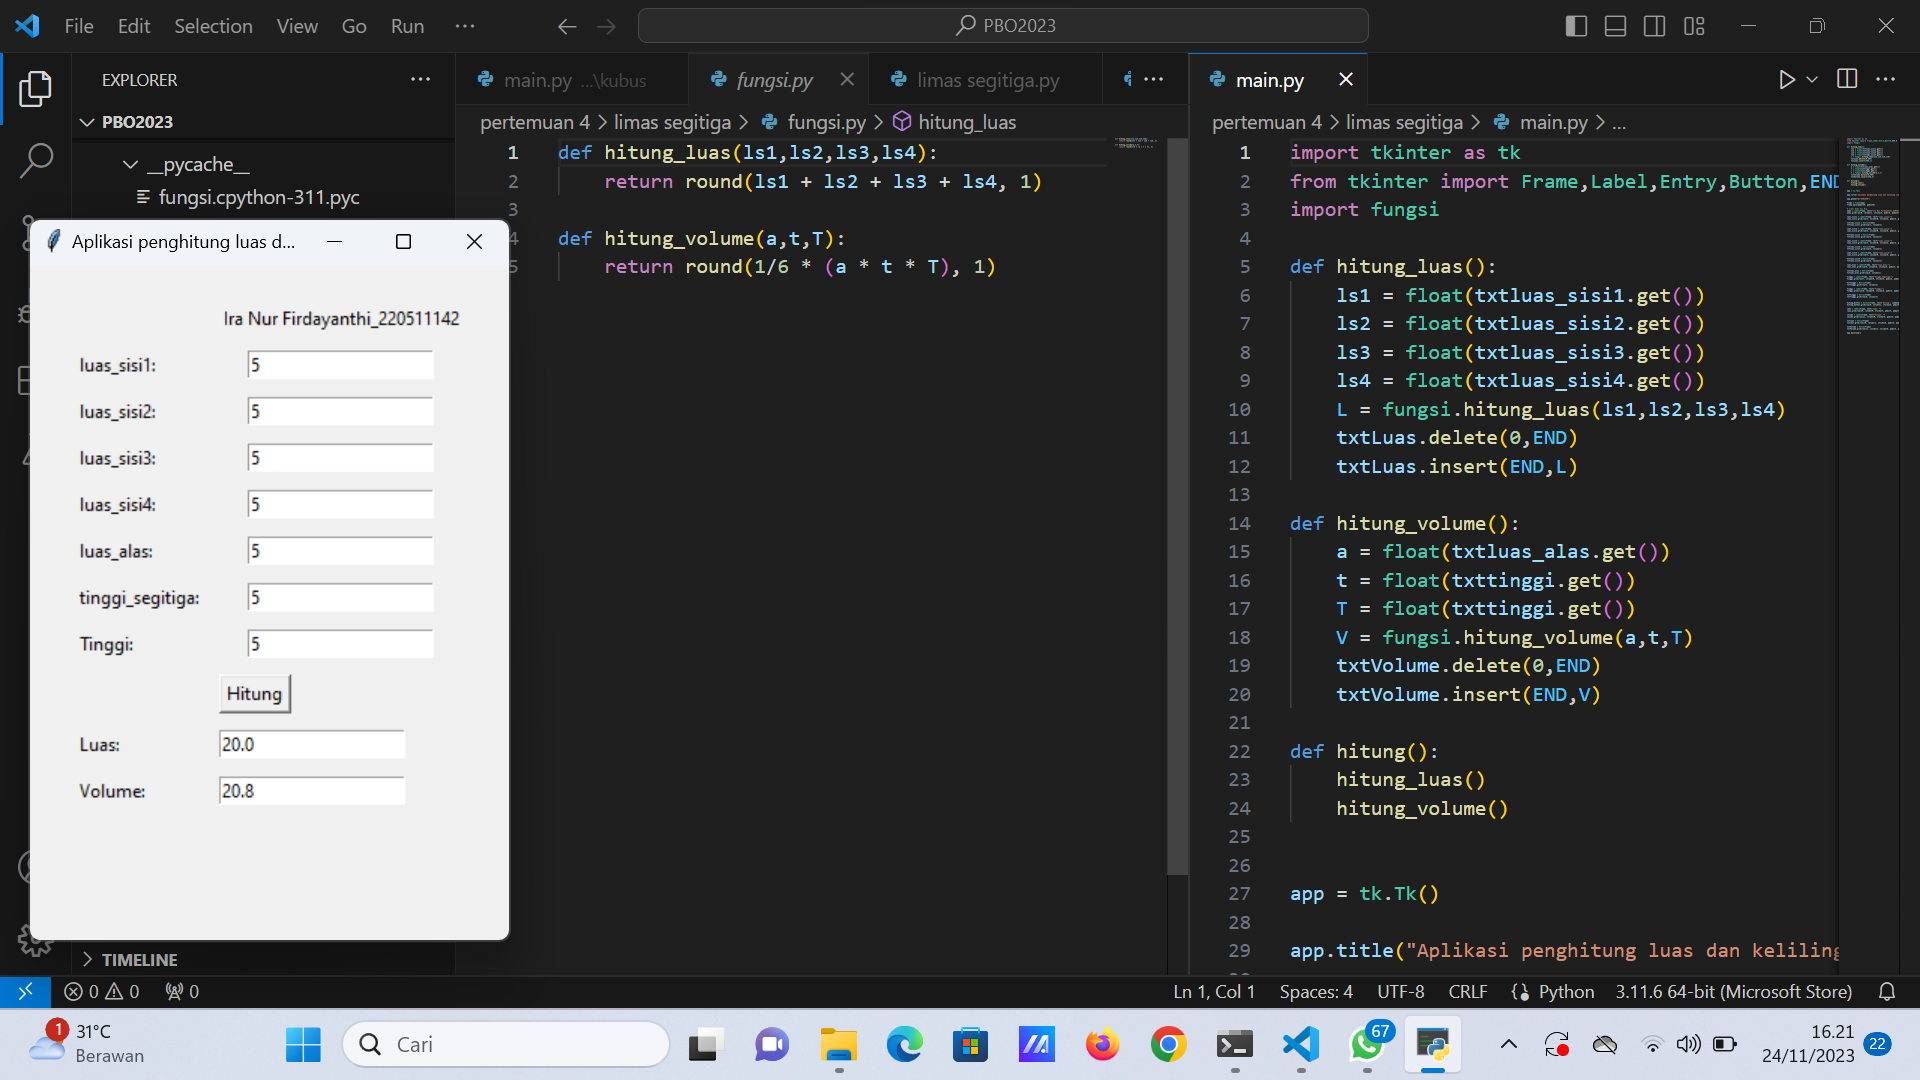 File Edit Selection View Go Run ...
PBO2023
EXPLORER
PBO2023
__pycache__
fungsi.cpython-311.pyc
main.py ...\kubus
fungsi.py
limas segitiga.py
pertemuan 4 > limas segitiga > fungsi.py > hitung_luas
1 def hitung_luas(ls1,ls2,ls3,ls4):
2 return round(ls1 + ls2 + ls3 + ls4, 1)
3
4 def hitung_volume(a,t,T):
5 return round(1/6 * (a * t * T), 1)
main.py
pertemuan 4 > limas segitiga > main.py > ...
1 import tkinter as tk
2 from tkinter import Frame,Label,Entry,Button,END
3 import fungsi
4
5 def hitung_luas():
6 ls1 = float(txtluas_sisi1.get())
7 ls2 = float(txtluas_sisi2.get())
8 ls3 = float(txtluas_sisi3.get())
9 ls4 = float(txtluas_sisi4.get())
10 L = fungsi.hitung_luas(ls1,ls2,ls3,ls4)
11 txtLuas.delete(0,END)
12 txtLuas.insert(END,L)
13
14 def hitung_volume():
15 a = float(txtluas_alas.get())
16 t = float(txttinggi.get())
17 T = float(txttinggi.get())
18 V = fungsi.hitung_volume(a,t,T)
19 txtVolume.delete(0,END)
20 txtVolume.insert(END,V)
21
22 def hitung():
23 hitung_luas()
24 hitung_volume()
25
26
27 app = tk.Tk()
28
29 app.title("Aplikasi penghitung luas dan keliling
Aplikasi penghitung luas d...
Ira Nur Firdayanthi_220511142
luas_sisi1: 5
luas_sisi2: 5
luas_sisi3: 5
luas_sisi4: 5
luas_alas: 5
tinggi_segitiga: 5
Tinggi: 5
Hitung
Luas: 20.0
Volume: 20.8
TIMELINE
0 0 0
Ln 1, Col 1 Spaces: 4 UTF-8 CRLF Python 3.11.6 64-bit (Microsoft Store)
1
31°C
Berawan
Cari
67
16.21
24/11/2023
22